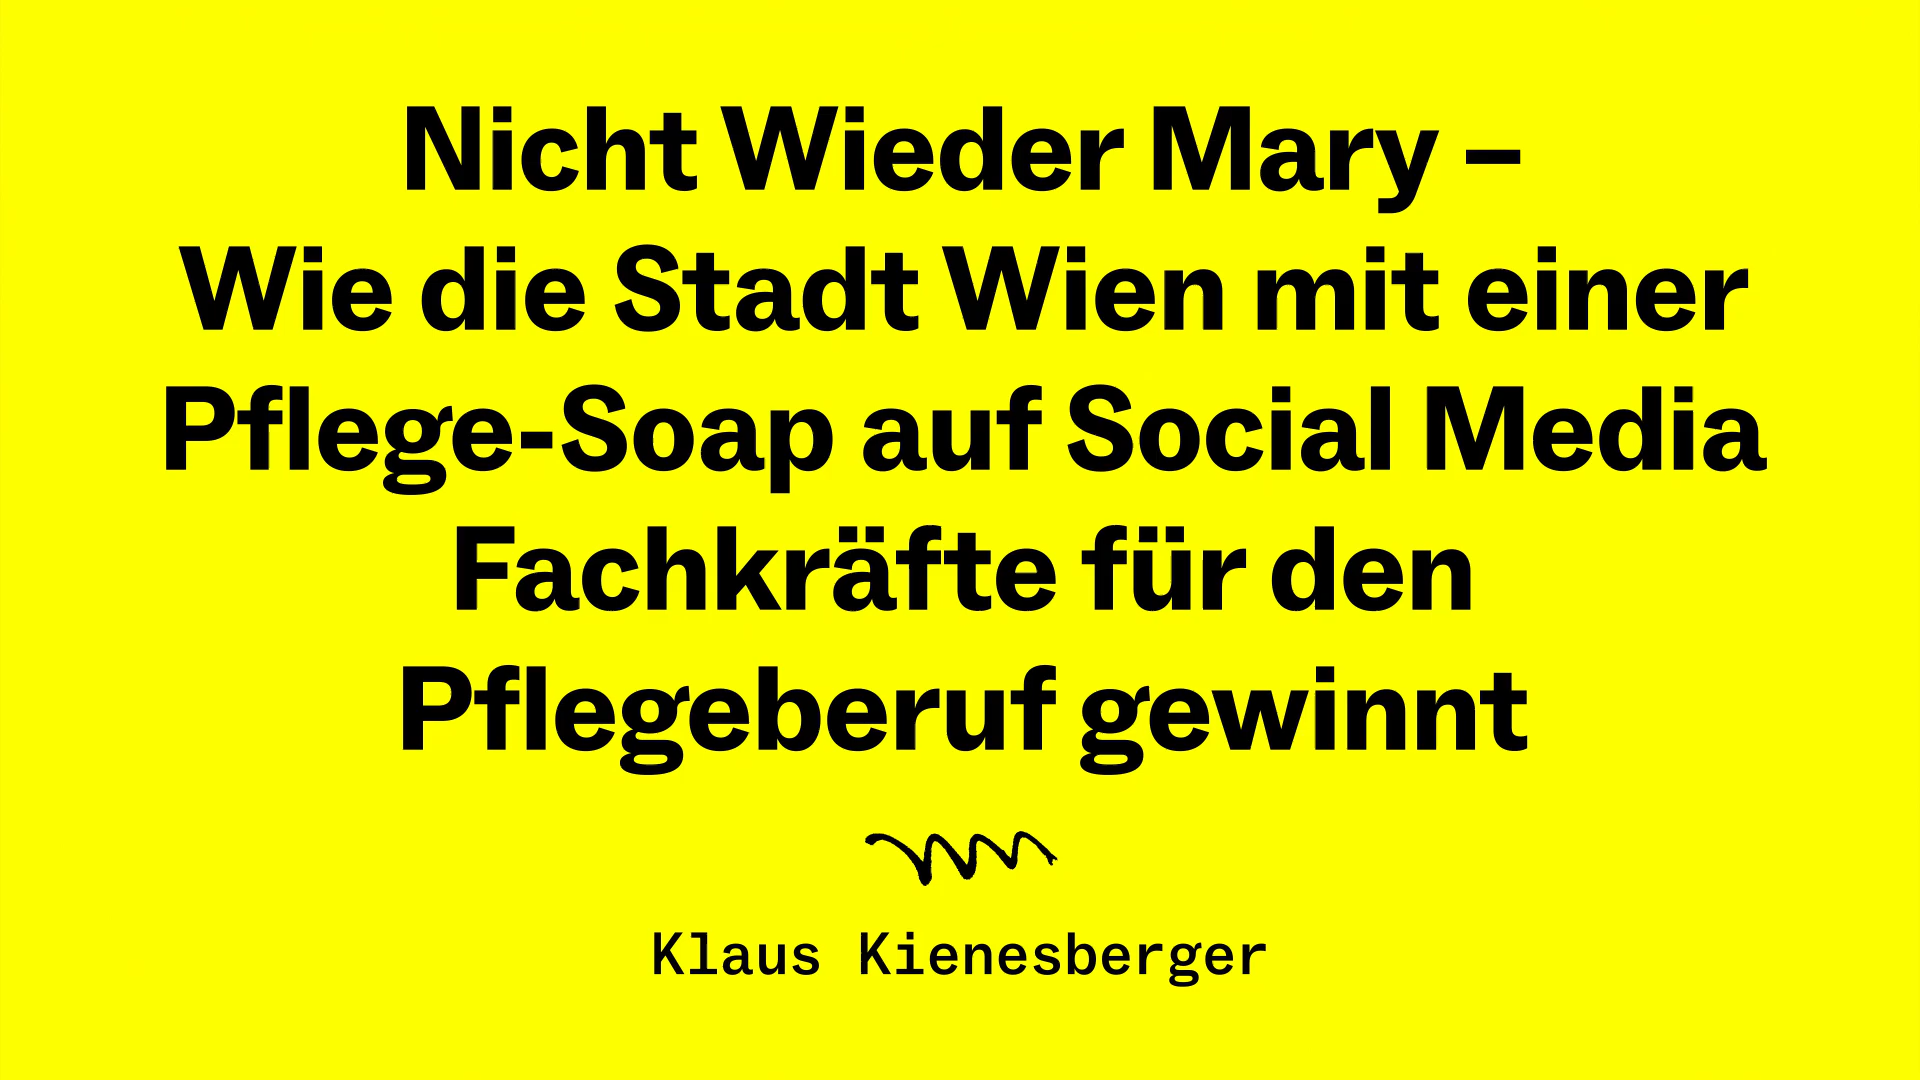 Nicht Wieder Mary –
Wie die Stadt Wien mit einer
Pflege-Soap auf Social Media
Fachkräfte für den
Pflegeberuf gewinnt
Klaus Kienesberger